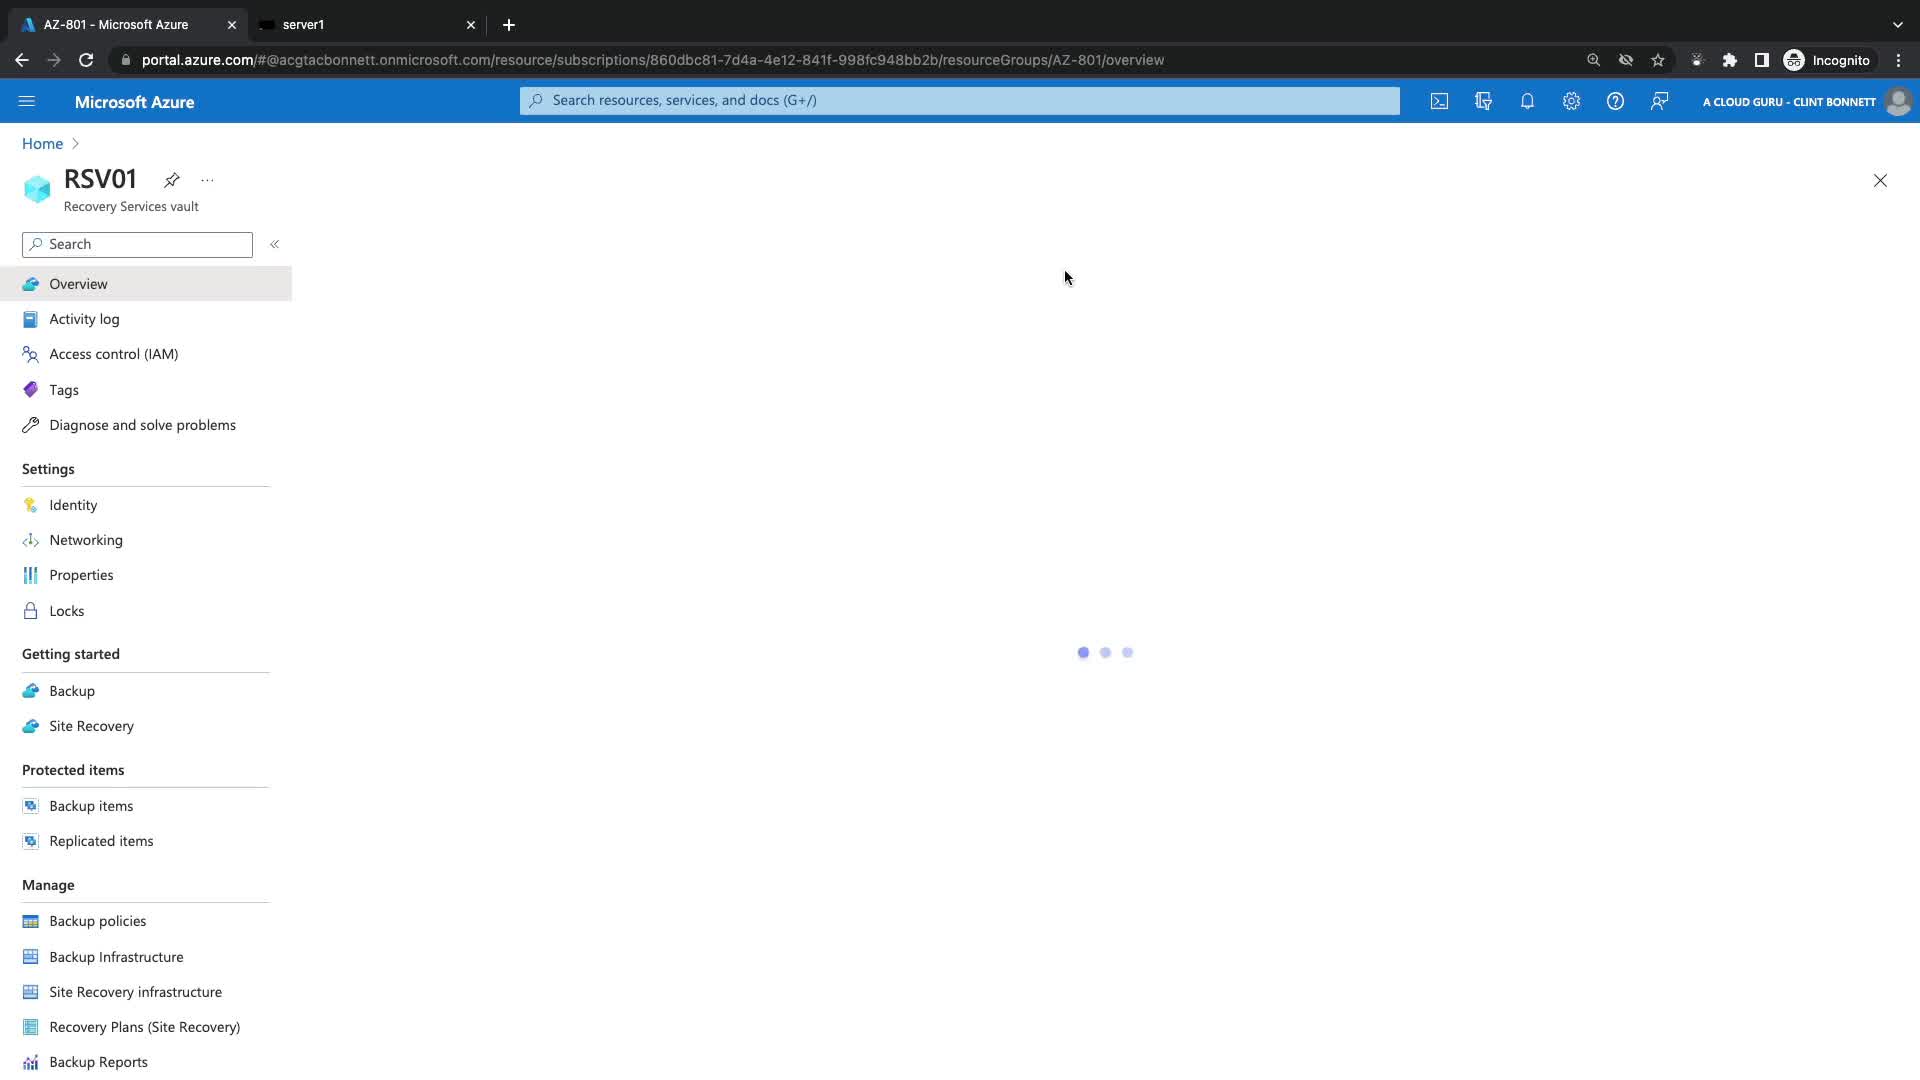 AZ-801 - Microsoft Azure
server1
portal.azure.com/#@acgtacbonnett.onmicrosoft.com/resource/subscriptions/860dbc81-7d4a-4e12-841f-998fc948bb2b/resourceGroups/AZ-801/overview
Incognito
Microsoft Azure
Search resources, services, and docs (G+/)
A CLOUD GURU - CLINT BONNETT
Home
RSV01
Recovery Services vault
Search
Overview
Activity log
Access control (IAM)
Tags
Diagnose and solve problems
Settings
Identity
Networking
Properties
Locks
Getting started
Backup
Site Recovery
Protected items
Backup items
Replicated items
Manage
Backup policies
Backup Infrastructure
Site Recovery infrastructure
Recovery Plans (Site Recovery)
Backup Reports